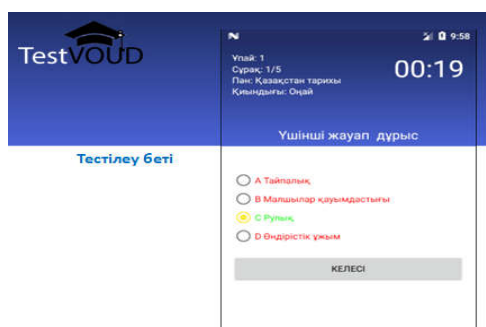 TestVOUD
Тестілеу беті
9:58
Ұпай: 1
Сұрақ: 1/5
Пән: Қазақстан тарихы
Қиындығы: Оңай
00:19
Үшінші жауап дұрыс
A Тайпалық
B Малшылар қауымдастығы
C Рулық
D Өндірістік ұжым
КЕЛЕСІ